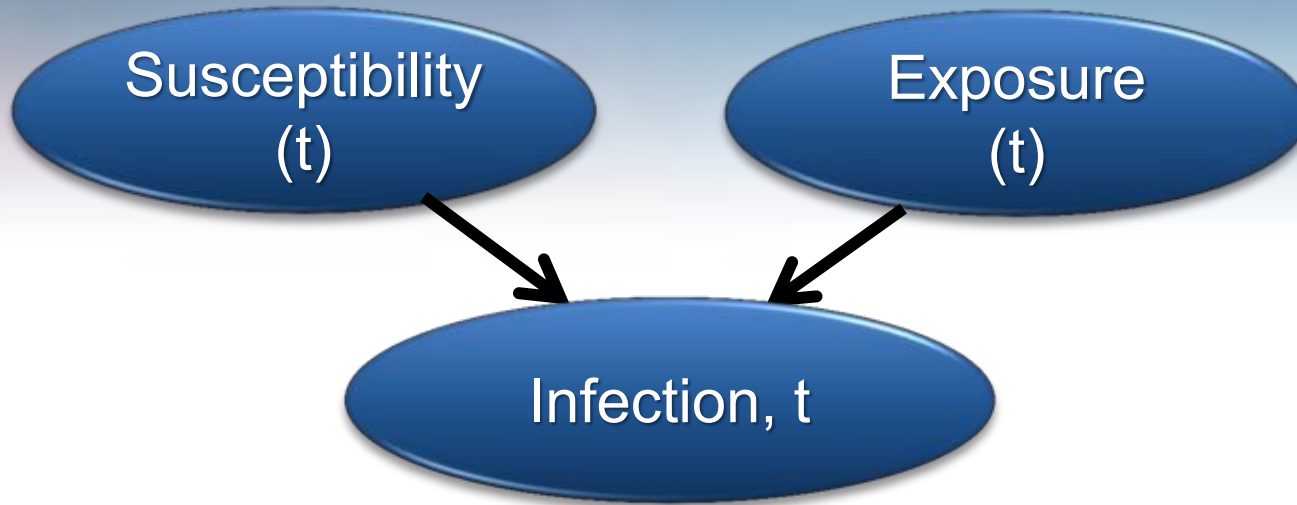 Susceptibility
(t)
Exposure
(t)
Infection, t